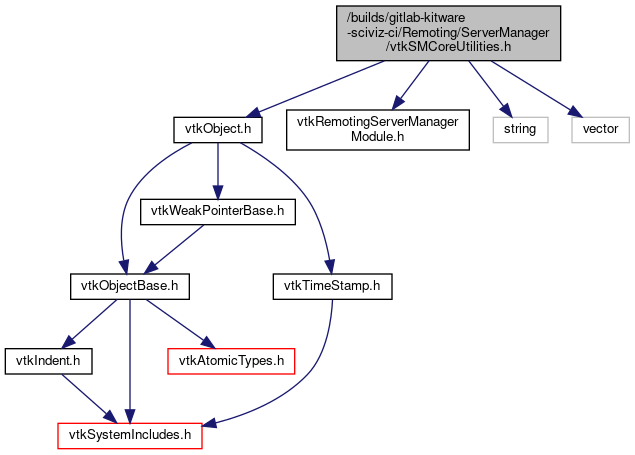 /builds/gitlab-kitware
-sciviz-ci/Remoting/ServerManager
/vtkSMCoreUtilities.h
vtkObject.h
vtkRemotingServerManager
Module.h
string
vector
vtkWeakPointerBase.h
vtkObjectBase.h
vtkTimeStamp.h
vtkIndent.h
vtkAtomicTypes.h
vtkSystemIncludes.h